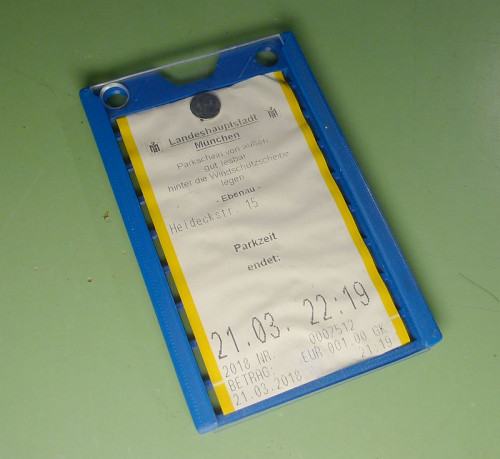 Landeshauptstadt
München
Parkschein von außen
gut lesbar
hinter die Windschutzscheibe
legen
- Ebenau -
Heideckstr. 15
Parkzeit
endet:
21.03. 22:19
2018 NR. 0007512
BETRAG: EUR 001.00 CK
21.03.2018 21:19